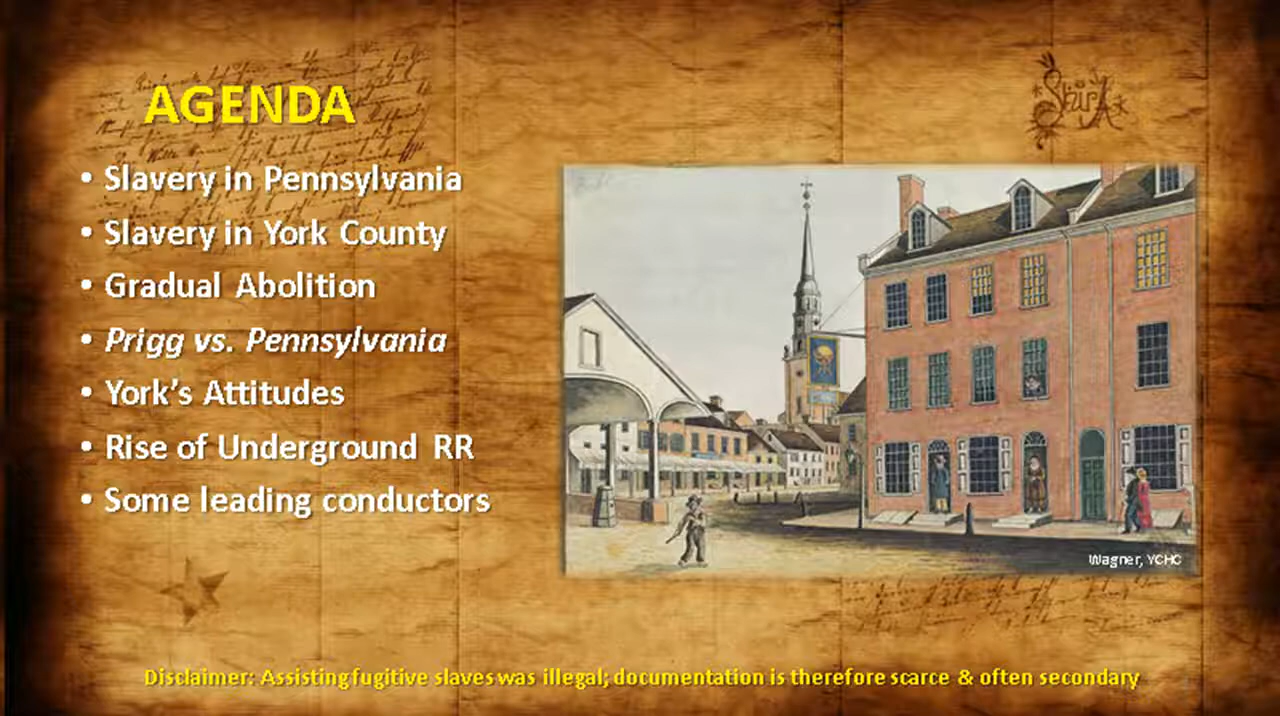 AGENDA
• Slavery in Pennsylvania
• Slavery in York County
• Gradual Abolition
• Prigg vs. Pennsylvania
• York’s Attitudes
• Rise of Underground RR
• Some leading conductors
Wagner, YCHC
Disclaimer: Assisting fugitive slaves was illegal; documentation is therefore scarce & often secondary